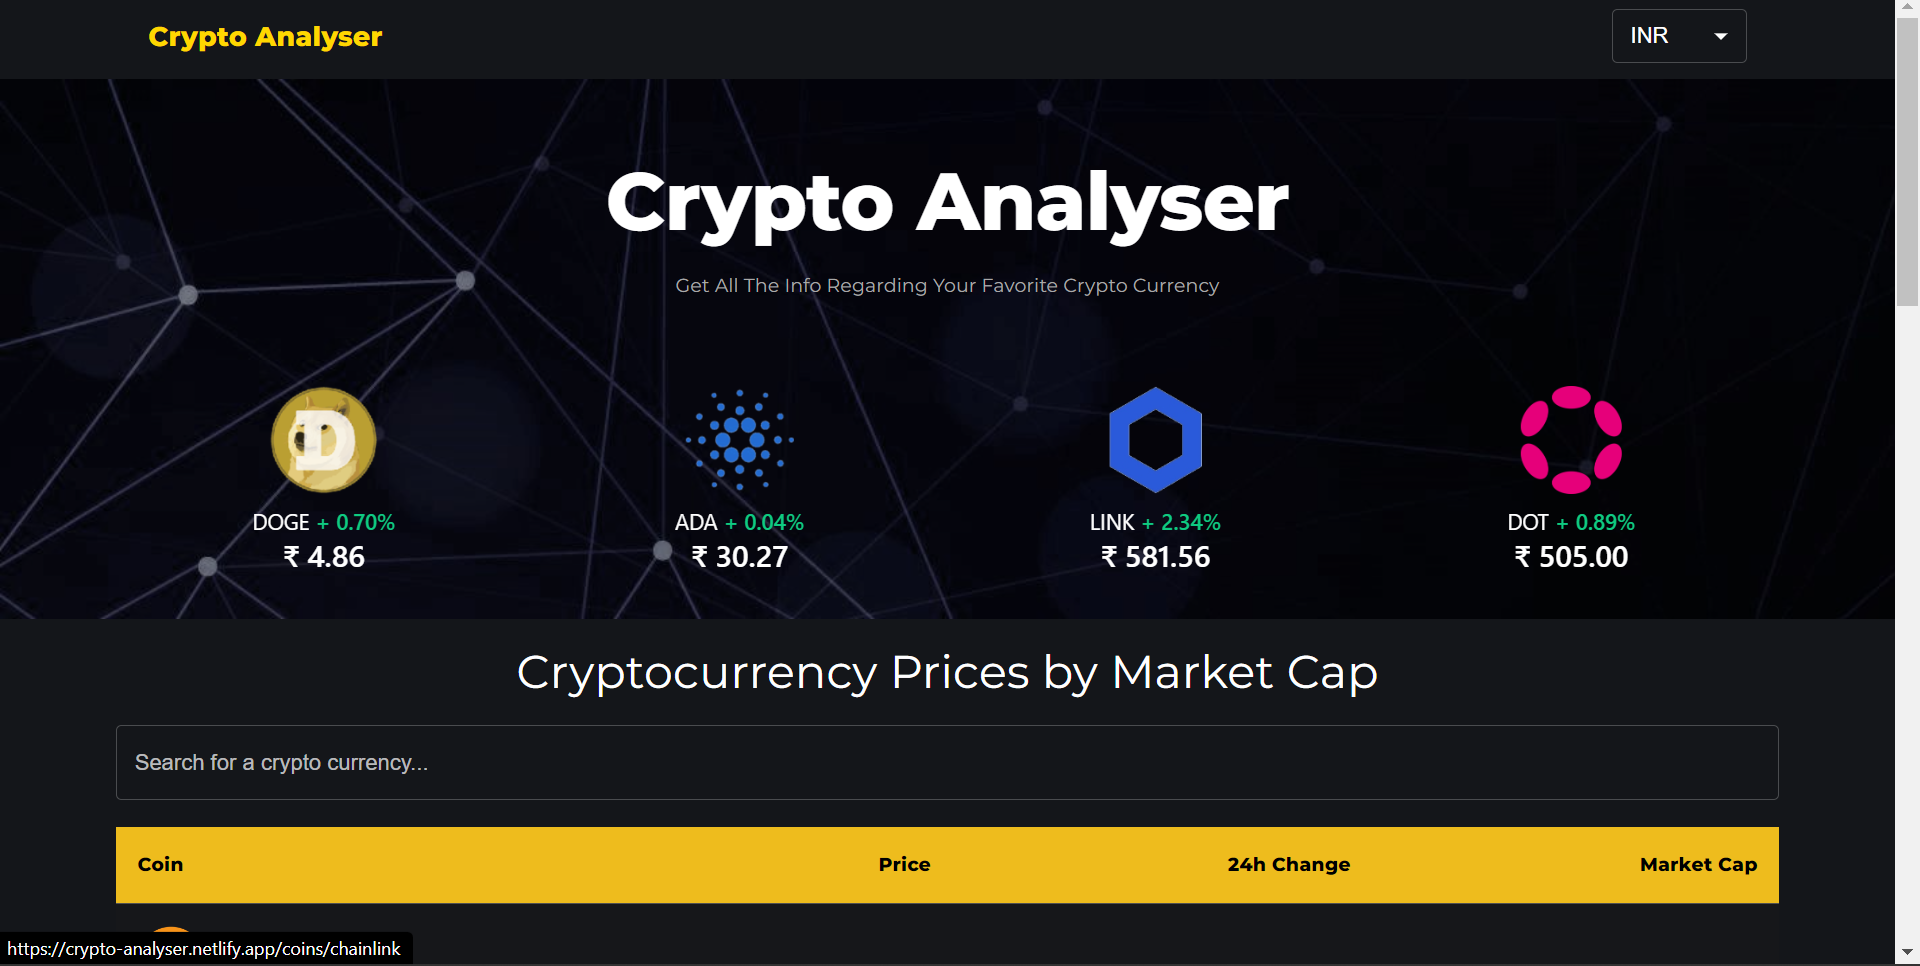 Crypto Analyser
INR
Crypto Analyser
Get All The Info Regarding Your Favorite Crypto Currency
D
DOGE + 0.70%
₹ 4.86
ADA + 0.04%
₹ 30.27
LINK + 2.34%
₹ 581.56
DOT + 0.89%
₹ 505.00
Cryptocurrency Prices by Market Cap
Search for a crypto currency...
Coin Price 24h Change Market Cap
https://crypto-analyser.netlify.app/coins/chainlink